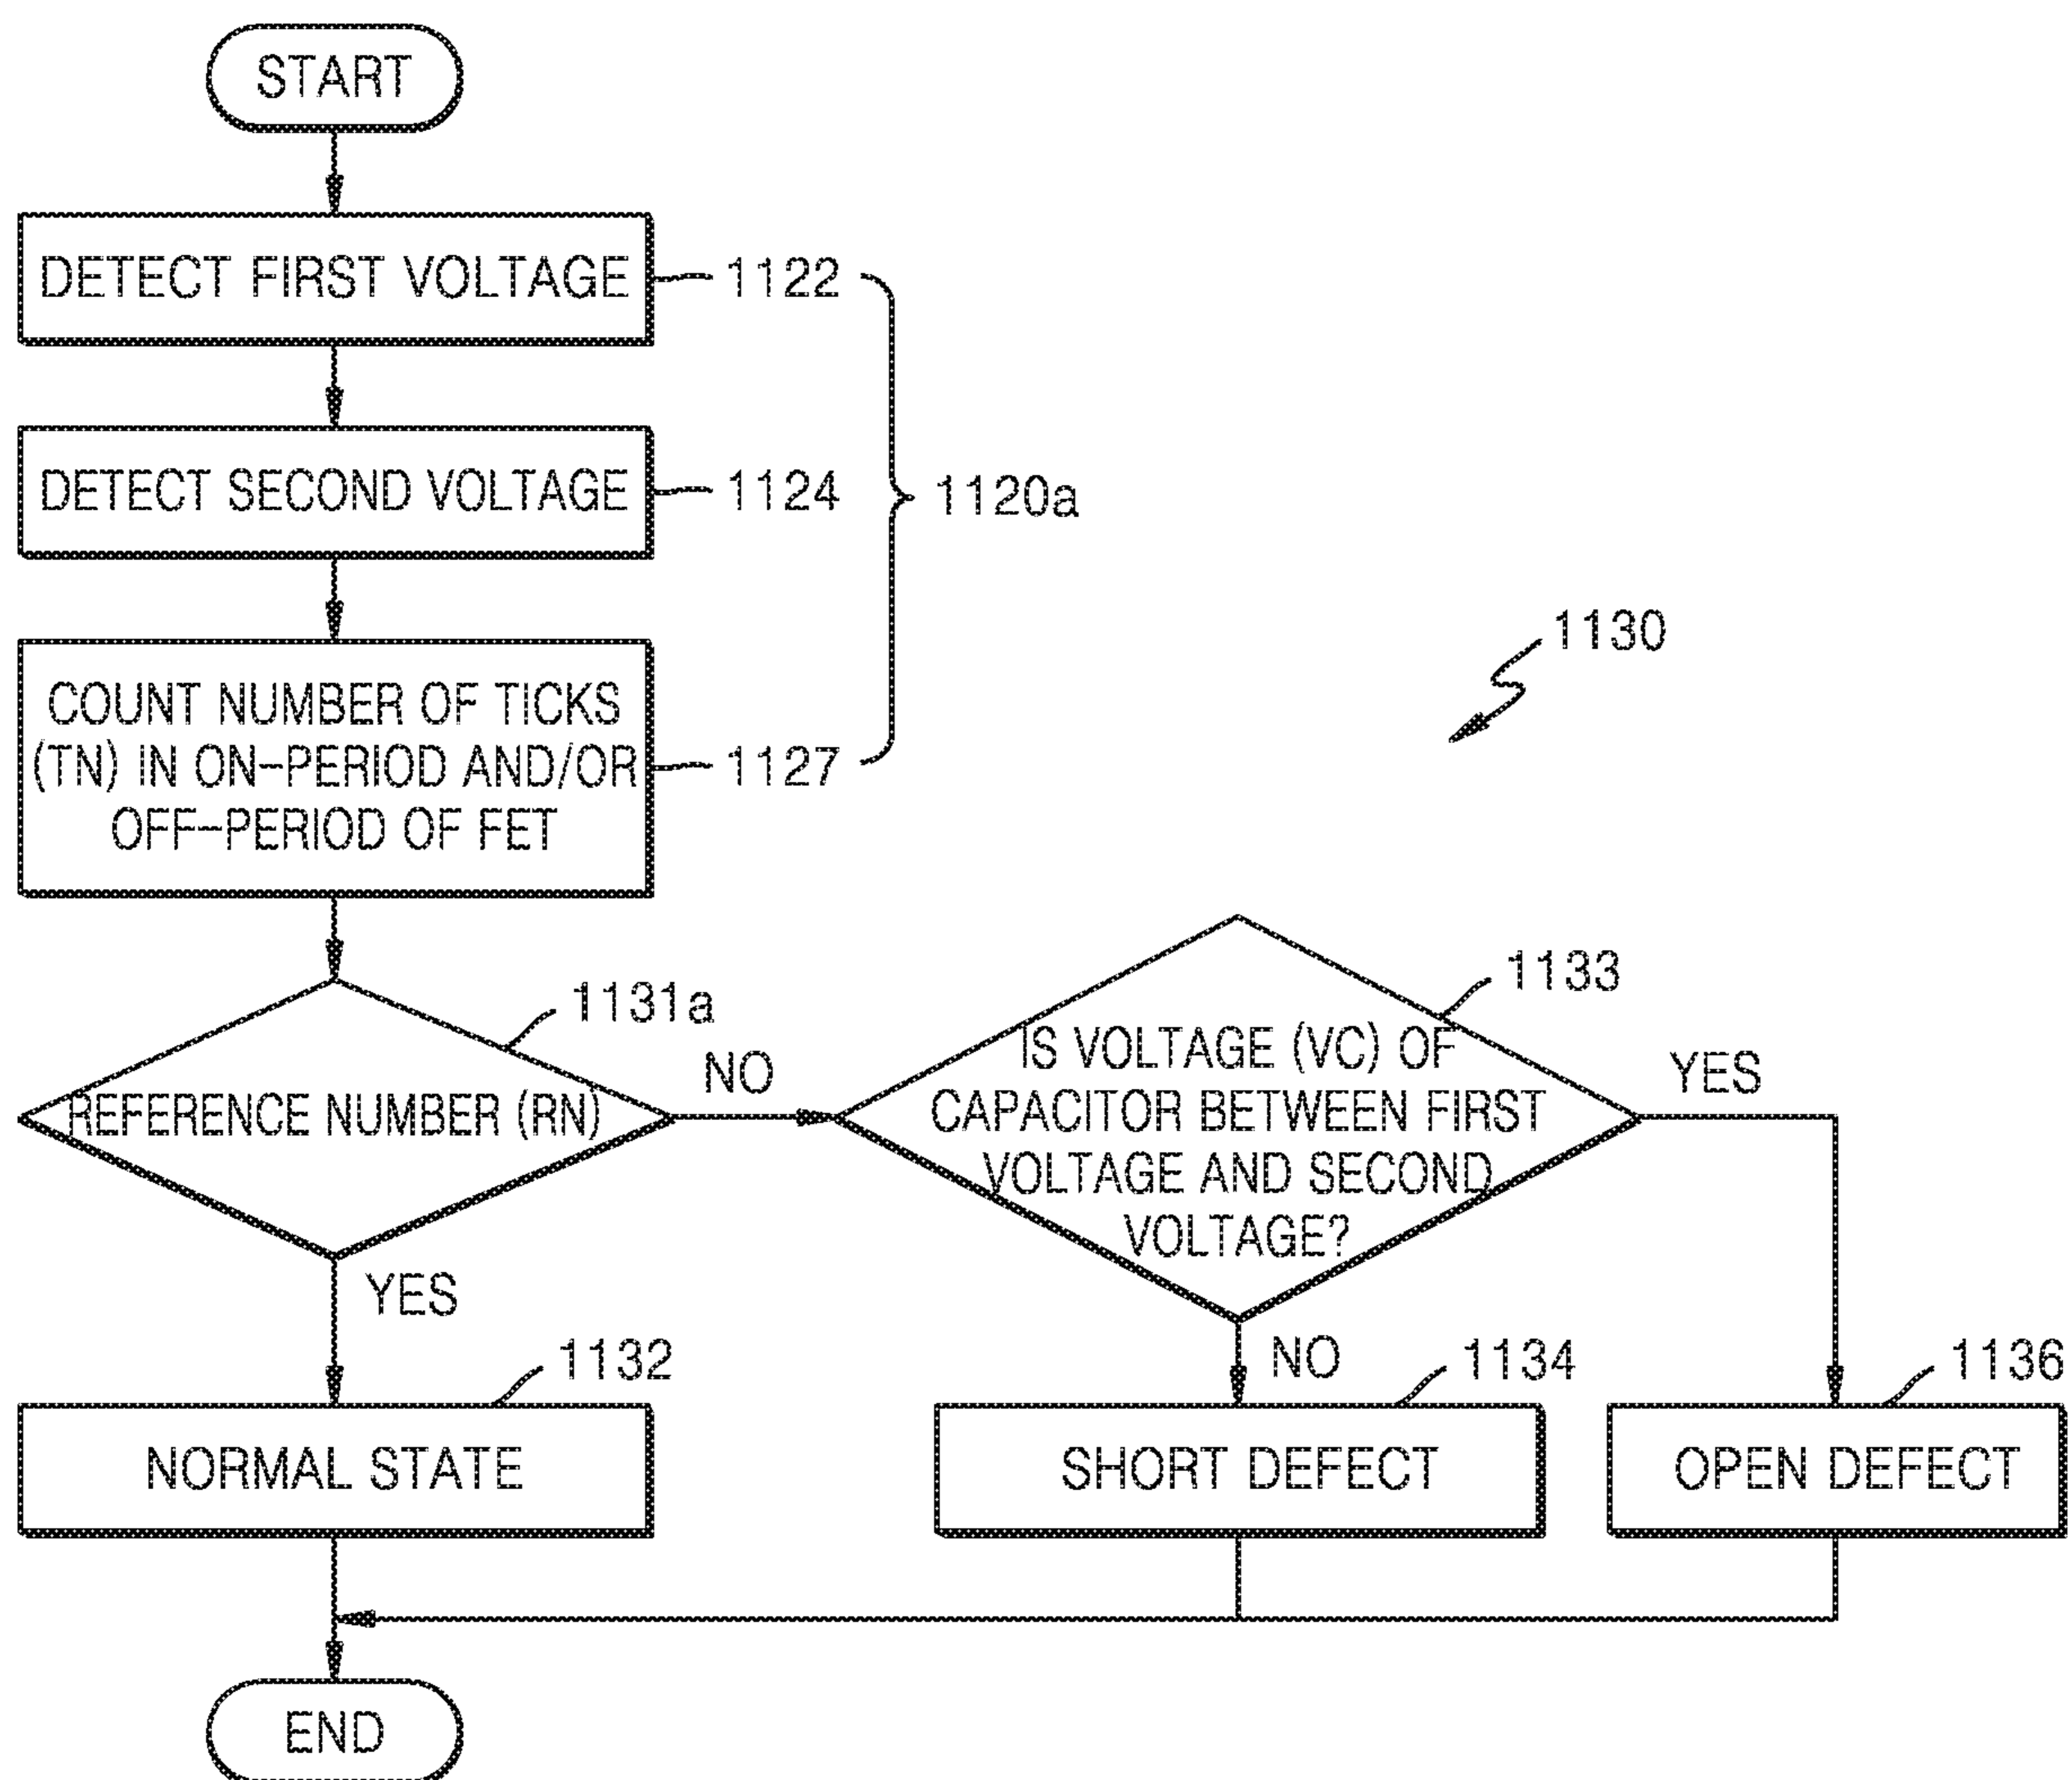 START
DETECT FIRST VOLTAGE
1122
DETECT SECOND VOLTAGE
1124
1120a
COUNT NUMBER OF TICKS
(TN) IN ON-PERIOD AND/OR
OFF-PERIOD OF FET
1127
1130
REFERENCE NUMBER (RN)
1131a
NO
YES
IS VOLTAGE (VC) OF
CAPACITOR BETWEEN FIRST
VOLTAGE AND SECOND
VOLTAGE?
1133
YES
NO
1132
NORMAL STATE
1134
SHORT DEFECT
1136
OPEN DEFECT
END